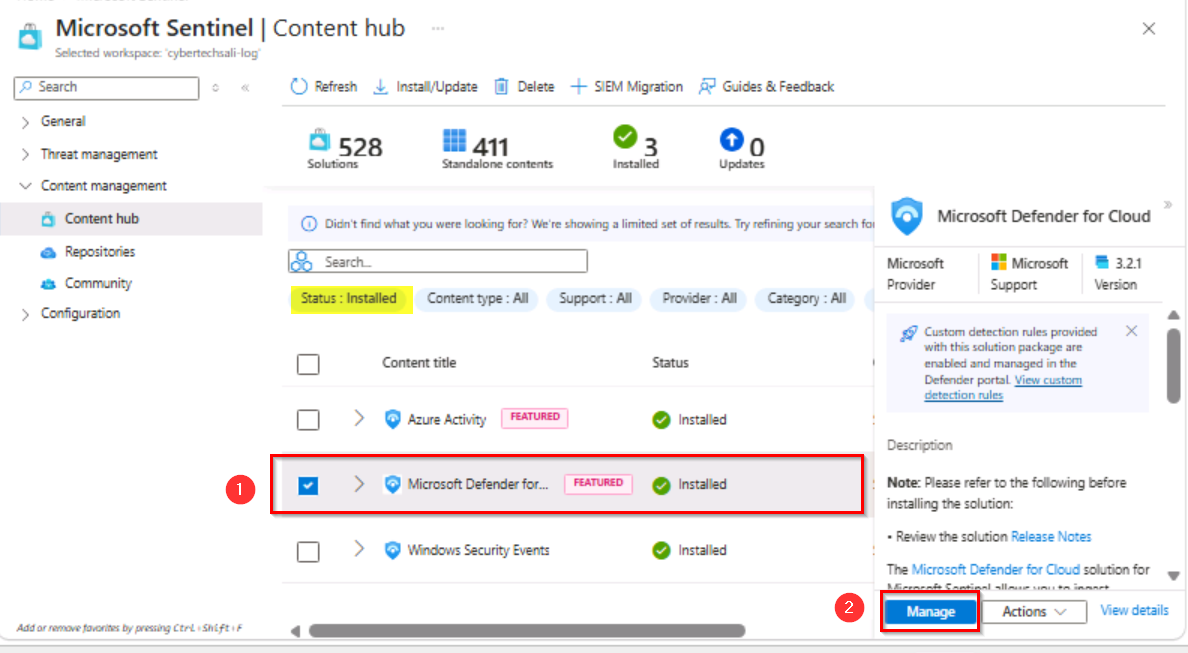 Microsoft Sentinel | Content hub ...
Selected workspace: 'cybertechsali-log'
Search
General
Threat management
Content management
Content hub
Repositories
Community
Configuration
Add or remove favorites by pressing Ctrl+Shift+F
Refresh Install/Update Delete SIEM Migration Guides & Feedback
528 411 3 0
Solutions Standalone contents Installed Updates
Didn't find what you were looking for? We're showing a limited set of results. Try refining your search for
Search...
Status : Installed Content type : All Support : All Provider : All Category : All
Content title Status
Azure Activity FEATURED Installed
1 Microsoft Defender for... FEATURED Installed
Windows Security Events Installed
Microsoft Defender for Cloud
Microsoft Microsoft 3.2.1
Provider Support Version
Custom detection rules provided
with this solution package are
enabled and managed in the
Defender portal. View custom
detection rules
Description
Note: Please refer to the following before
installing the solution:
• Review the solution Release Notes
The Microsoft Defender for Cloud solution for
Microsoft Sentinel allows you to ingest
2 Manage Actions View details